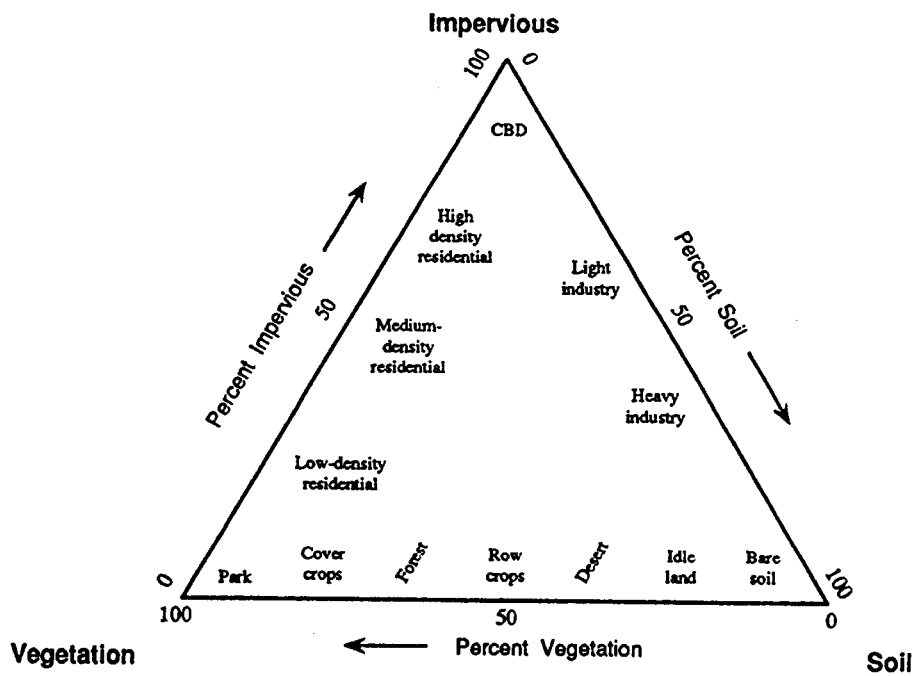 Impervious
100
0
CBD
High
density
residential
Light
industry
Percent Impervious
50
Percent Soil
50
Medium-
density
residential
Heavy
industry
Low-density
residential
Park
Cover
crops
Forest
Row
crops
Desert
Idle
land
Bare
soil
0
100
100
50
0
Vegetation
Percent Vegetation
Soil